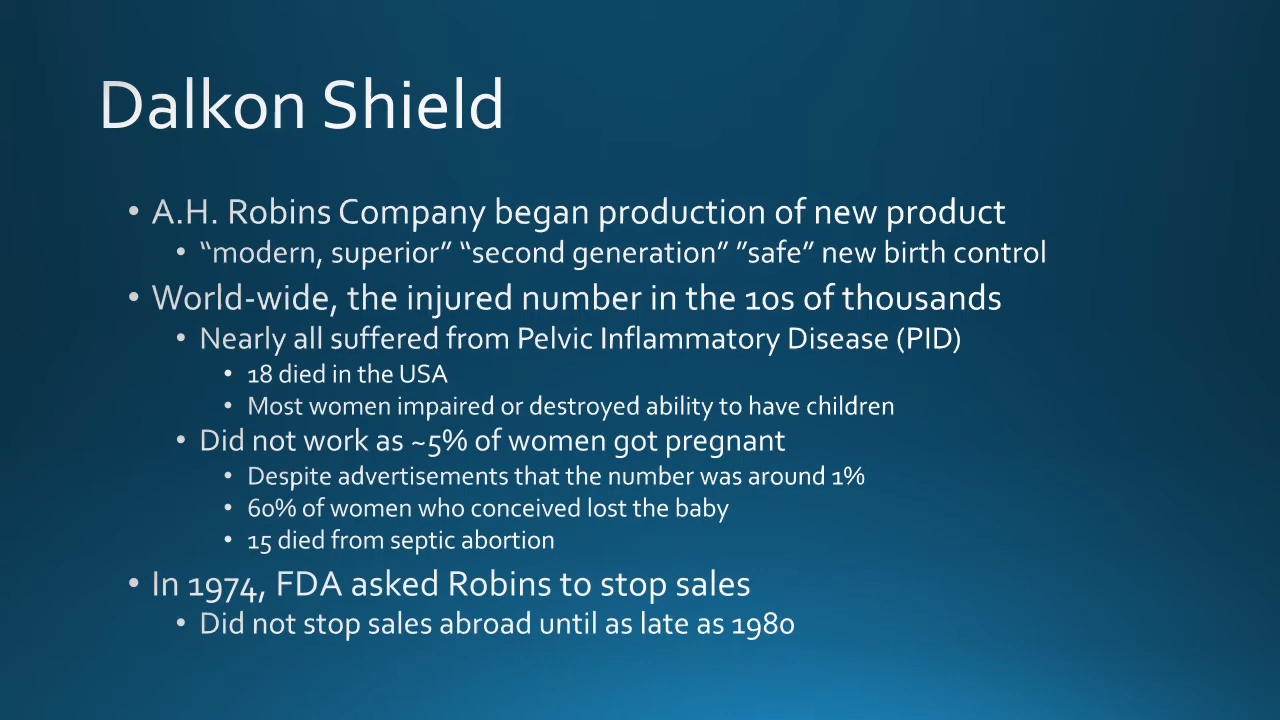 Dalkon Shield
• A.H. Robins Company began production of new product
• “modern, superior” “second generation” ”safe” new birth control
• World-wide, the injured number in the 10s of thousands
• Nearly all suffered from Pelvic Inflammatory Disease (PID)
• 18 died in the USA
• Most women impaired or destroyed ability to have children
• Did not work as ~5% of women got pregnant
• Despite advertisements that the number was around 1%
• 60% of women who conceived lost the baby
• 15 died from septic abortion
• In 1974, FDA asked Robins to stop sales
• Did not stop sales abroad until as late as 1980